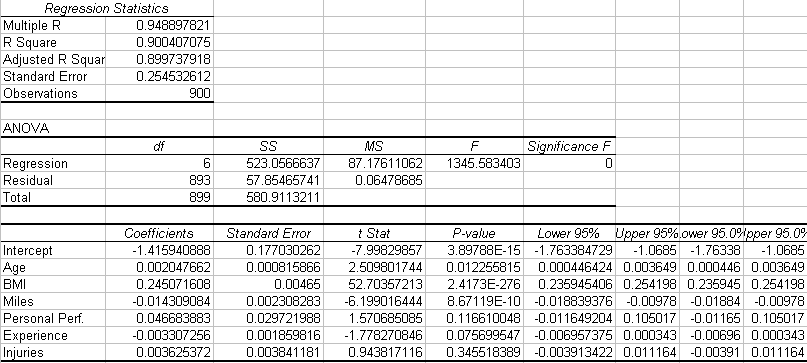 Regression Statistics
Multiple R 0.948897821
R Square 0.900407075
Adjusted R Squar 0.899737918
Standard Error 0.254532612
Observations 900
ANOVA
df SS MS F Significance F
Regression 6 523.0566637 87.17611062 1345.583403 0
Residual 893 57.85465741 0.06478685
Total 899 580.9113211
Coefficients Standard Error t Stat P-value Lower 95% Upper 95% ower 95.0% pper 95.0%
Intercept -1.415940888 0.177030262 -7.99829857 3.89788E-15 -1.763384729 -1.0685 -1.76338 -1.0685
Age 0.002047662 0.000815866 2.509801744 0.012255815 0.000446424 0.003649 0.000446 0.003649
BMI 0.245071608 0.00465 52.70357213 2.4173E-276 0.235945406 0.254198 0.235945 0.254198
Miles -0.014309084 0.002308283 -6.199016444 8.67119E-10 -0.018839376 -0.00978 -0.01884 -0.00978
Personal Perf. 0.046683883 0.029721988 1.570685085 0.116610048 -0.011649204 0.105017 -0.01165 0.105017
Experience -0.003307256 0.001859816 -1.778270846 0.075699547 -0.006957375 0.000343 -0.00696 0.000343
Injuries 0.003625372 0.003841181 0.943817116 0.345518389 -0.003913422 0.011164 -0.00391 0.011164